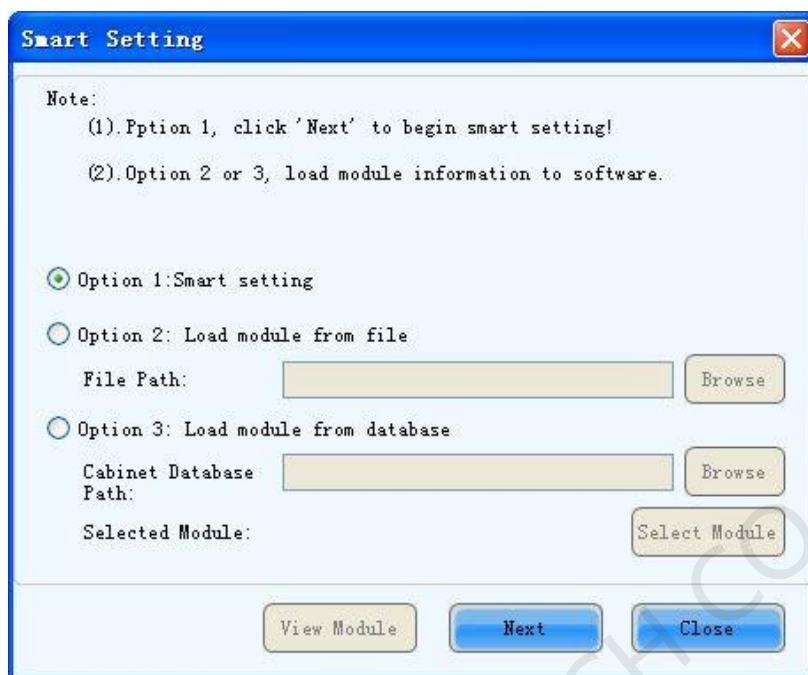 Smart Setting
Note:
(1).Pption 1, click 'Next' to begin smart setting!
(2).Option 2 or 3, load module information to software.
Option 1:Smart setting
Option 2: Load module from file
File Path:
Browse
Option 3: Load module from database
Cabinet Database
Path:
Browse
Selected Module:
Select Module
View Module
Next
Close